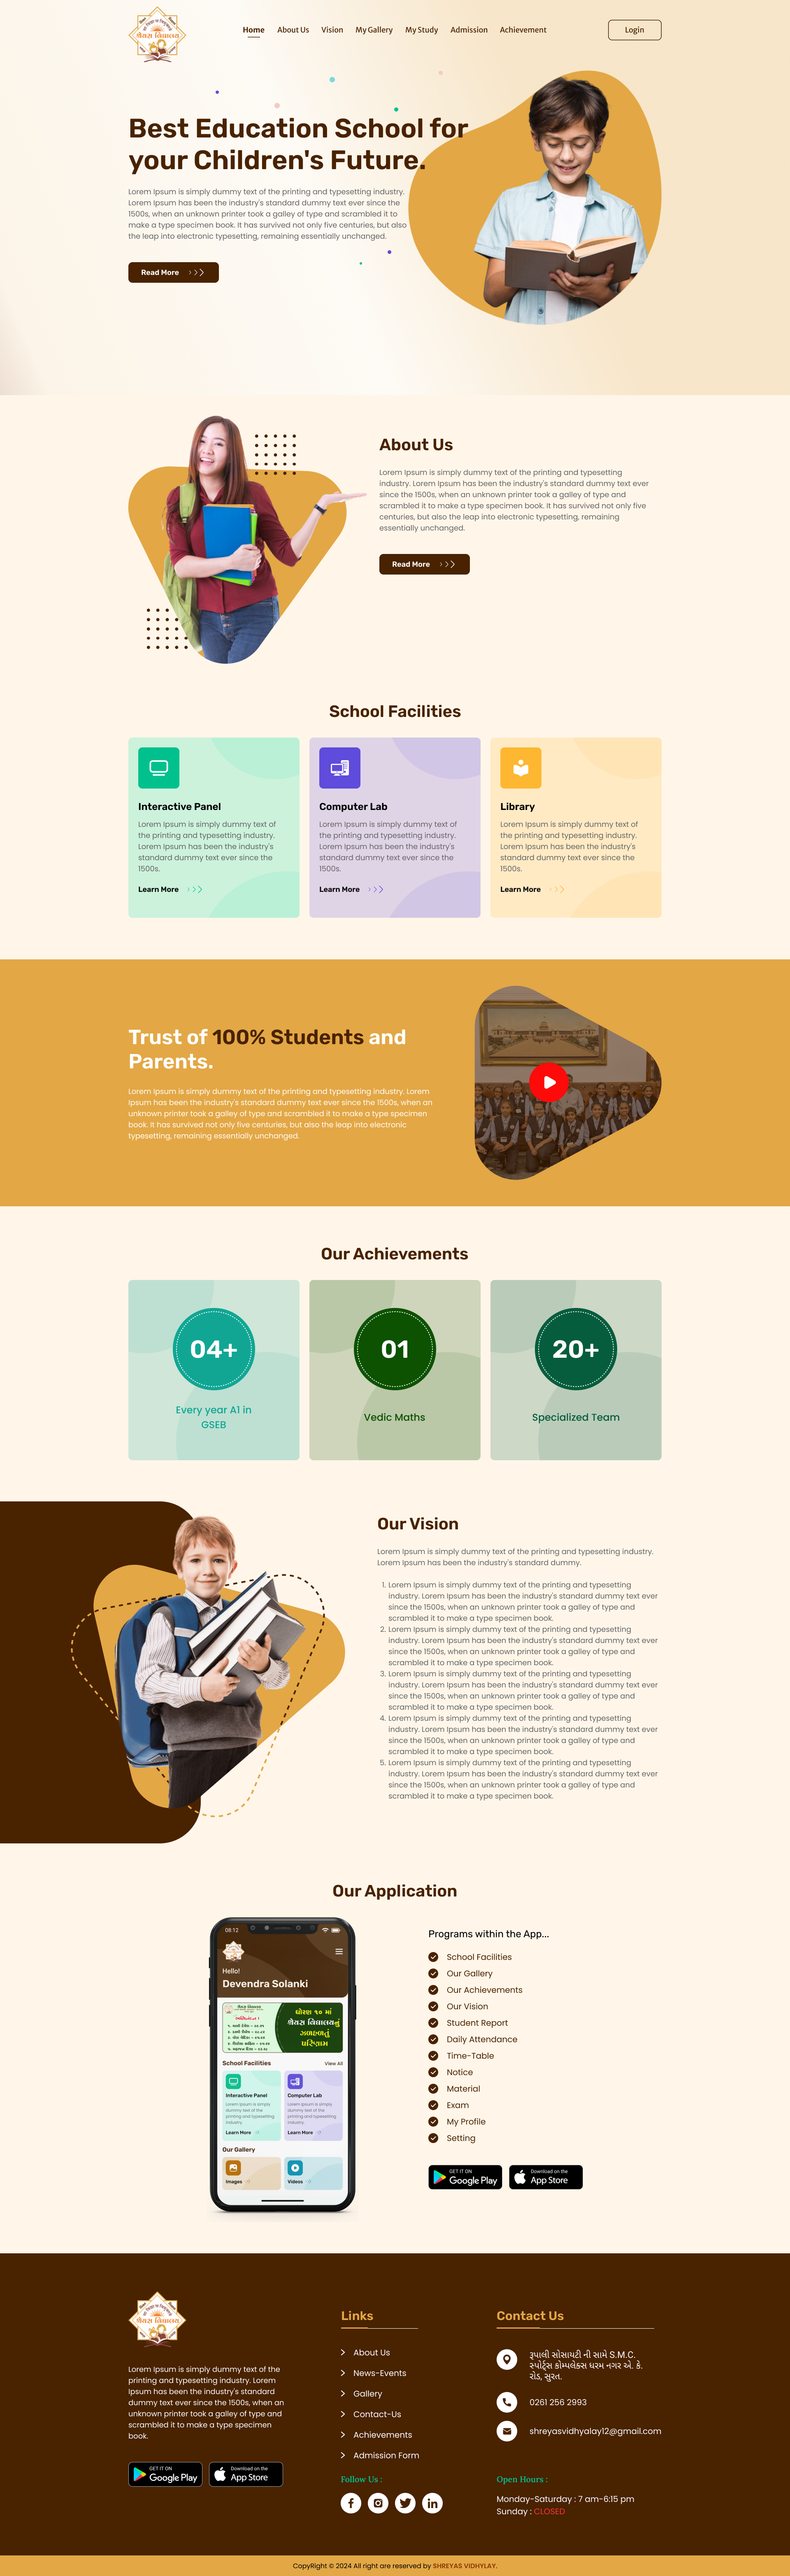 શ્રેયસ વિદ્યાલય
Home
About Us
Vision
My Gallery
My Study
Admission
Achievement
Login
Best Education School for
your Children's Future.
Lorem Ipsum is simply dummy text of the printing and typesetting industry.
Lorem Ipsum has been the industry's standard dummy text ever since the
1500s, when an unknown printer took a galley of type and scrambled it to
make a type specimen book. It has survived not only five centuries, but also
the leap into electronic typesetting, remaining essentially unchanged.
Read More
About Us
Lorem Ipsum is simply dummy text of the printing and typesetting
industry. Lorem Ipsum has been the industry's standard dummy text ever
since the 1500s, when an unknown printer took a galley of type and
scrambled it to make a type specimen book. It has survived not only five
centuries, but also the leap into electronic typesetting, remaining
essentially unchanged.
Read More
School Facilities
Interactive Panel
Lorem Ipsum is simply dummy text of
the printing and typesetting industry.
Lorem Ipsum has been the industry's
standard dummy text ever since the
1500s.
Learn More
Computer Lab
Lorem Ipsum is simply dummy text of
the printing and typesetting industry.
Lorem Ipsum has been the industry's
standard dummy text ever since the
1500s.
Learn More
Library
Lorem Ipsum is simply dummy text of
the printing and typesetting industry.
Lorem Ipsum has been the industry's
standard dummy text ever since the
1500s.
Learn More
Trust of 100% Students and
Parents.
Lorem Ipsum is simply dummy text of the printing and typesetting industry. Lorem
Ipsum has been the industry's standard dummy text ever since the 1500s, when an
unknown printer took a galley of type and scrambled it to make a type specimen
book. It has survived not only five centuries, but also the leap into electronic
typesetting, remaining essentially unchanged.
Our Achievements
04+
Every year A1 in
GSEB
01
Vedic Maths
20+
Specialized Team
Our Vision
Lorem Ipsum is simply dummy text of the printing and typesetting industry.
Lorem Ipsum has been the industry's standard dummy.
1. Lorem Ipsum is simply dummy text of the printing and typesetting
industry. Lorem Ipsum has been the industry's standard dummy text ever
since the 1500s, when an unknown printer took a galley of type and
scrambled it to make a type specimen book.
2. Lorem Ipsum is simply dummy text of the printing and typesetting
industry. Lorem Ipsum has been the industry's standard dummy text ever
since the 1500s, when an unknown printer took a galley of type and
scrambled it to make a type specimen book.
3. Lorem Ipsum is simply dummy text of the printing and typesetting
industry. Lorem Ipsum has been the industry's standard dummy text ever
since the 1500s, when an unknown printer took a galley of type and
scrambled it to make a type specimen book.
4. Lorem Ipsum is simply dummy text of the printing and typesetting
industry. Lorem Ipsum has been the industry's standard dummy text ever
since the 1500s, when an unknown printer took a galley of type and
scrambled it to make a type specimen book.
5. Lorem Ipsum is simply dummy text of the printing and typesetting
industry. Lorem Ipsum has been the industry's standard dummy text ever
since the 1500s, when an unknown printer took a galley of type and
scrambled it to make a type specimen book.
Our Application
08:12
Hello!
Devendra Solanki
ધોરણ ૧૦ માં
શ્રેયસ વિદ્યાલયનું
ઝળહળતું
પરિણામ
School Facilities
View All
Interactive Panel
Lorem Ipsum is simply
dummy text of the
printing and typesetting
industry.
Learn More
Computer Lab
Lorem Ipsum is simply
dummy text of the
printing and typesetting
industry.
Learn More
Our Gallery
Images
Videos
Programs within the App...
School Facilities
Our Gallery
Our Achievements
Our Vision
Student Report
Daily Attendance
Time-Table
Notice
Material
Exam
My Profile
Setting
GET IT ON
Google Play
Download on the
App Store
શ્રેયસ વિદ્યાલય
Lorem Ipsum is simply dummy text of the
printing and typesetting industry. Lorem
Ipsum has been the industry's standard
dummy text ever since the 1500s, when an
unknown printer took a galley of type and
scrambled it to make a type specimen
book.
GET IT ON
Google Play
Download on the
App Store
Links
About Us
News-Events
Gallery
Contact-Us
Achievements
Admission Form
Follow Us :
Contact Us
રૂપાલી સોસાયટી ની સામે S.M.C.
સ્પોર્ટ્સ કોમ્પલેક્સ ધરમ નગર એ. કે.
રોડ, સુરત.
0261 256 2993
shreyasvidhyalay12@gmail.com
Open Hours :
Monday-Saturday : 7 am-6:15 pm
Sunday : CLOSED
CopyRight © 2024 All right are reserved by SHREYAS VIDHYLAY.